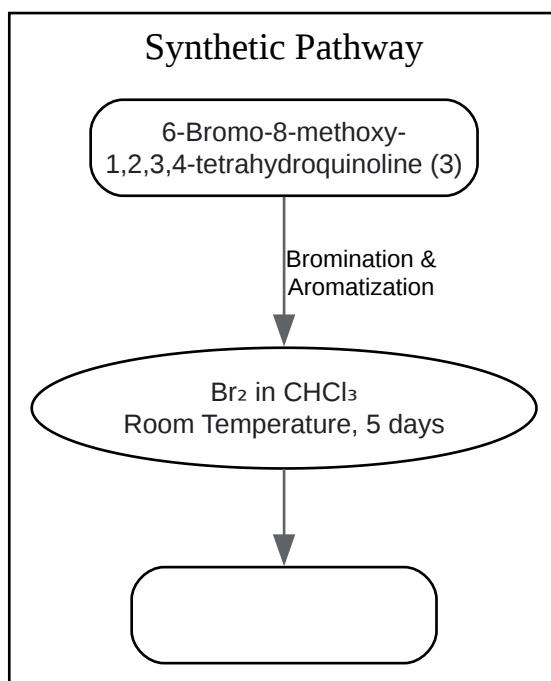 Synthetic Pathway
6-Bromo-8-methoxy-
1,2,3,4-tetrahydroquinoline (3)
Bromination &
Aromatization
Br₂ in CHCl₃
Room Temperature, 5 days